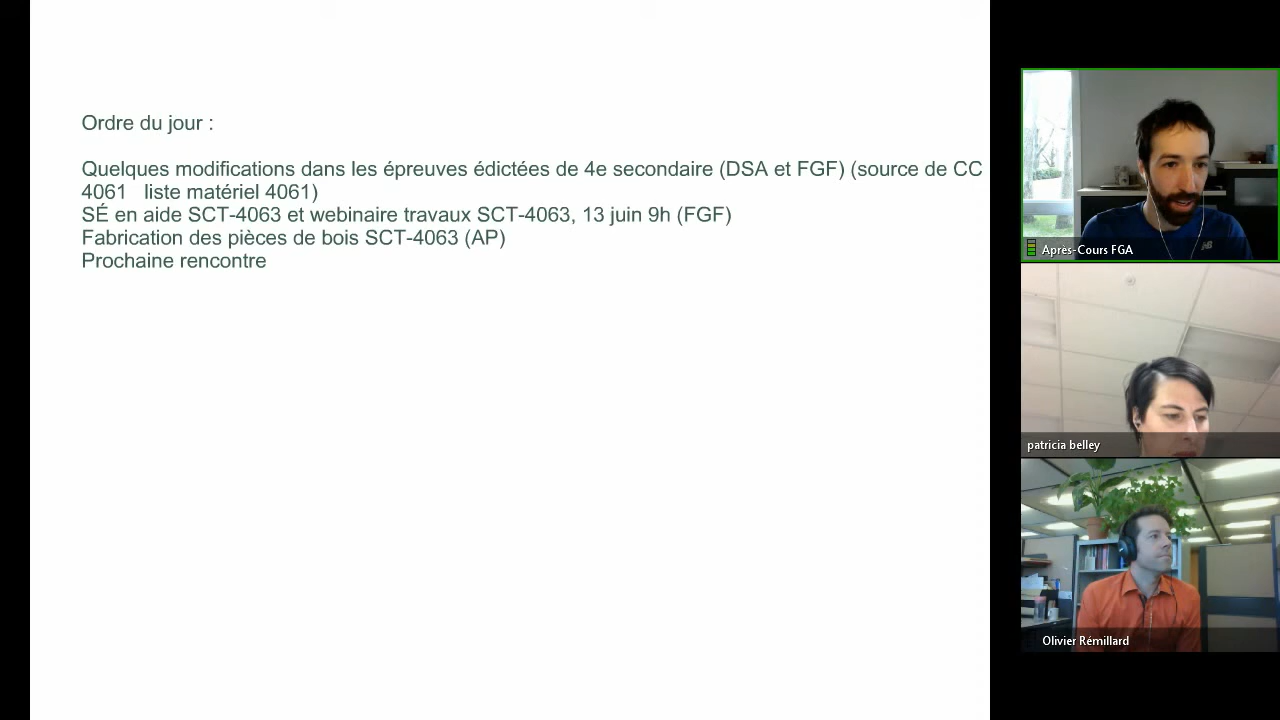 Ordre du jour :
Quelques modifications dans les épreuves édictées de 4e secondaire (DSA et FGF) (source de CC
4061   liste matériel 4061)
SÉ en aide SCT-4063 et webinaire travaux SCT-4063, 13 juin 9h (FGF)
Fabrication des pièces de bois SCT-4063 (AP)
Prochaine rencontre
Après-Cours FGA
patricia belley
Olivier Rémillard